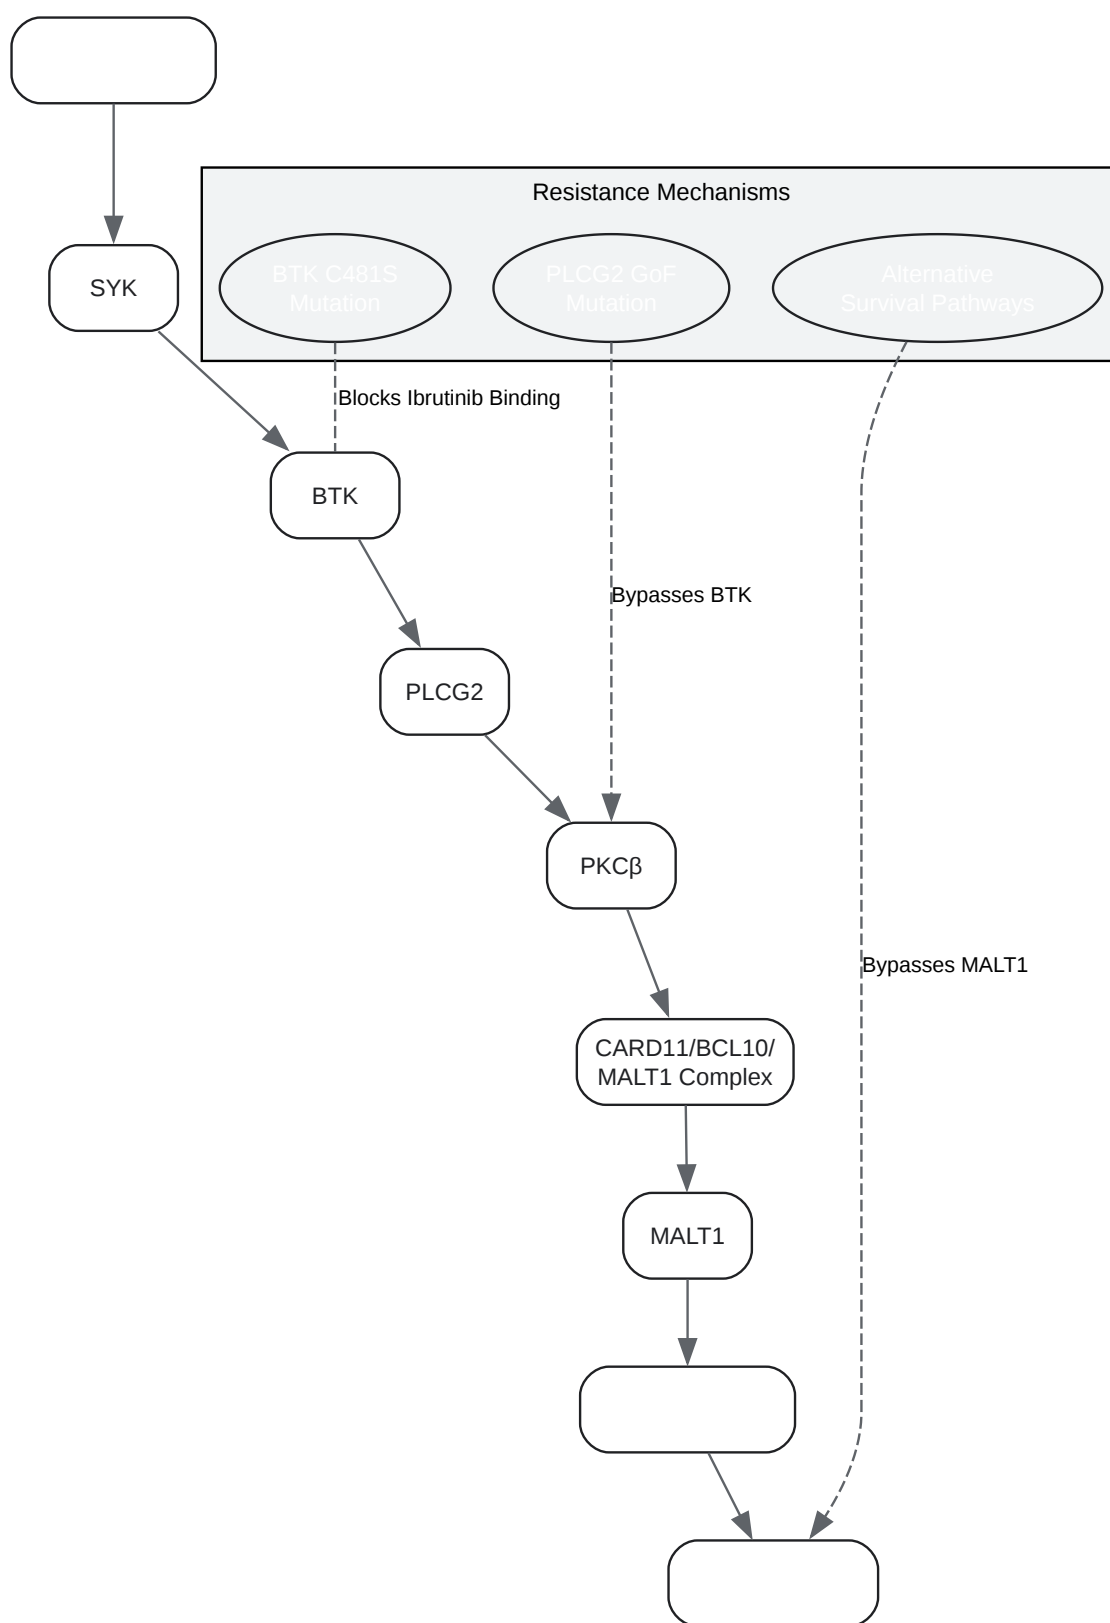 Resistance Mechanisms
BTK C481S
Mutation
PLCG2 GoF
Mutation
Alternative
Survival Pathways
SYK
Blocks Ibrutinib Binding
BTK
Bypasses BTK
PLCG2
PKCβ
Bypasses MALT1
CARD11/BCL10/
MALT1 Complex
MALT1